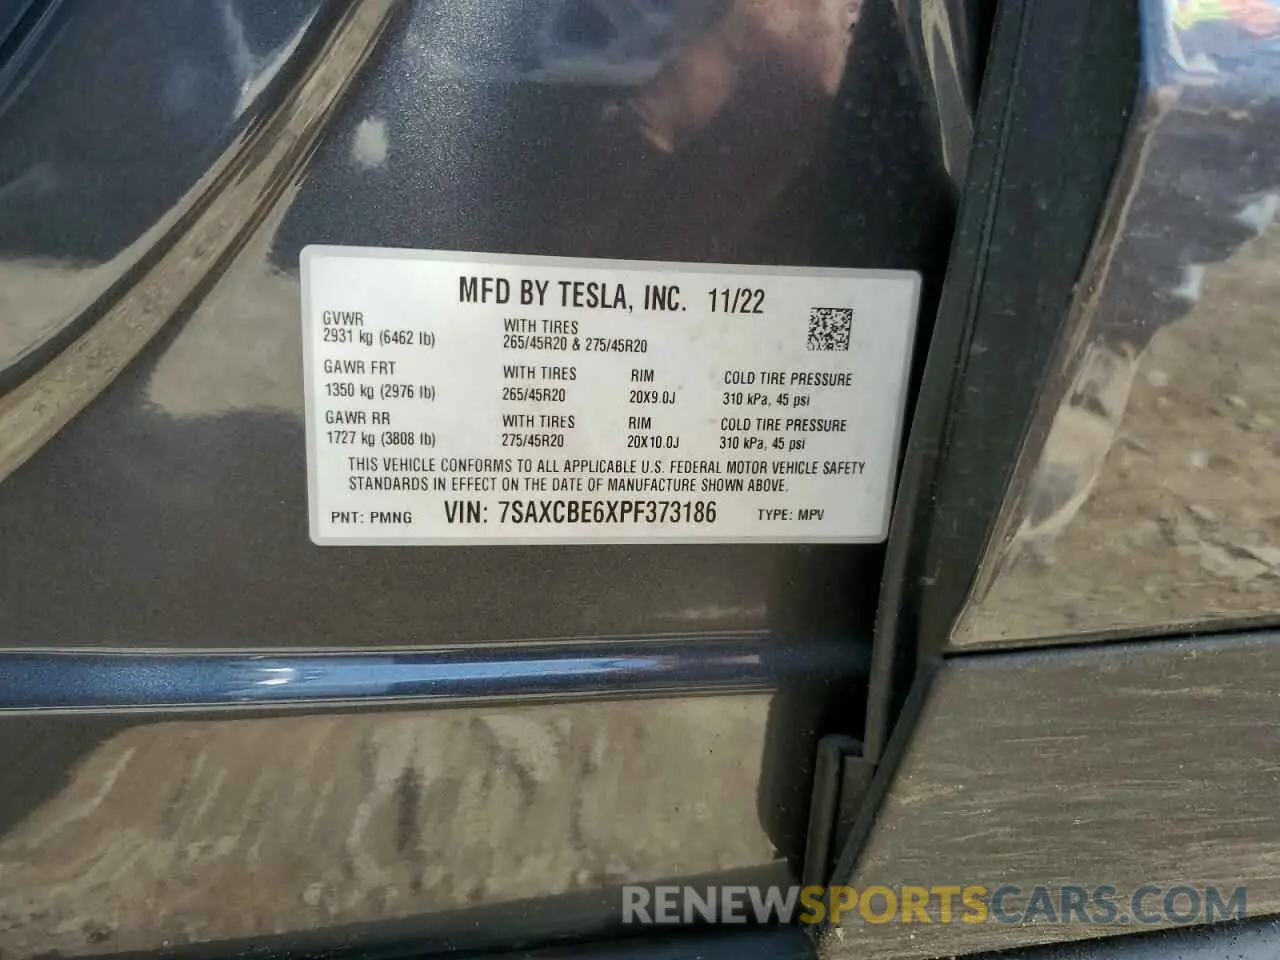 MFD BY TESLA, INC. 11/22
GVWR
2931 kg (6462 lb)
WITH TIRES
265/45R20 & 275/45R20
GAWR FRT
1350 kg (2976 lb)
WITH TIRES
265/45R20
RIM
20X9.0J
COLD TIRE PRESSURE
310 kPa, 45 psi
GAWR RR
1727 kg (3808 lb)
WITH TIRES
275/45R20
RIM
20X10.0J
COLD TIRE PRESSURE
310 kPa, 45 psi
THIS VEHICLE CONFORMS TO ALL APPLICABLE U.S. FEDERAL MOTOR VEHICLE SAFETY
STANDARDS IN EFFECT ON THE DATE OF MANUFACTURE SHOWN ABOVE.
PNT: PMNG VIN: 7SAXCBE6XPF373186 TYPE: MPV
RENEWSPORTSCARS.COM